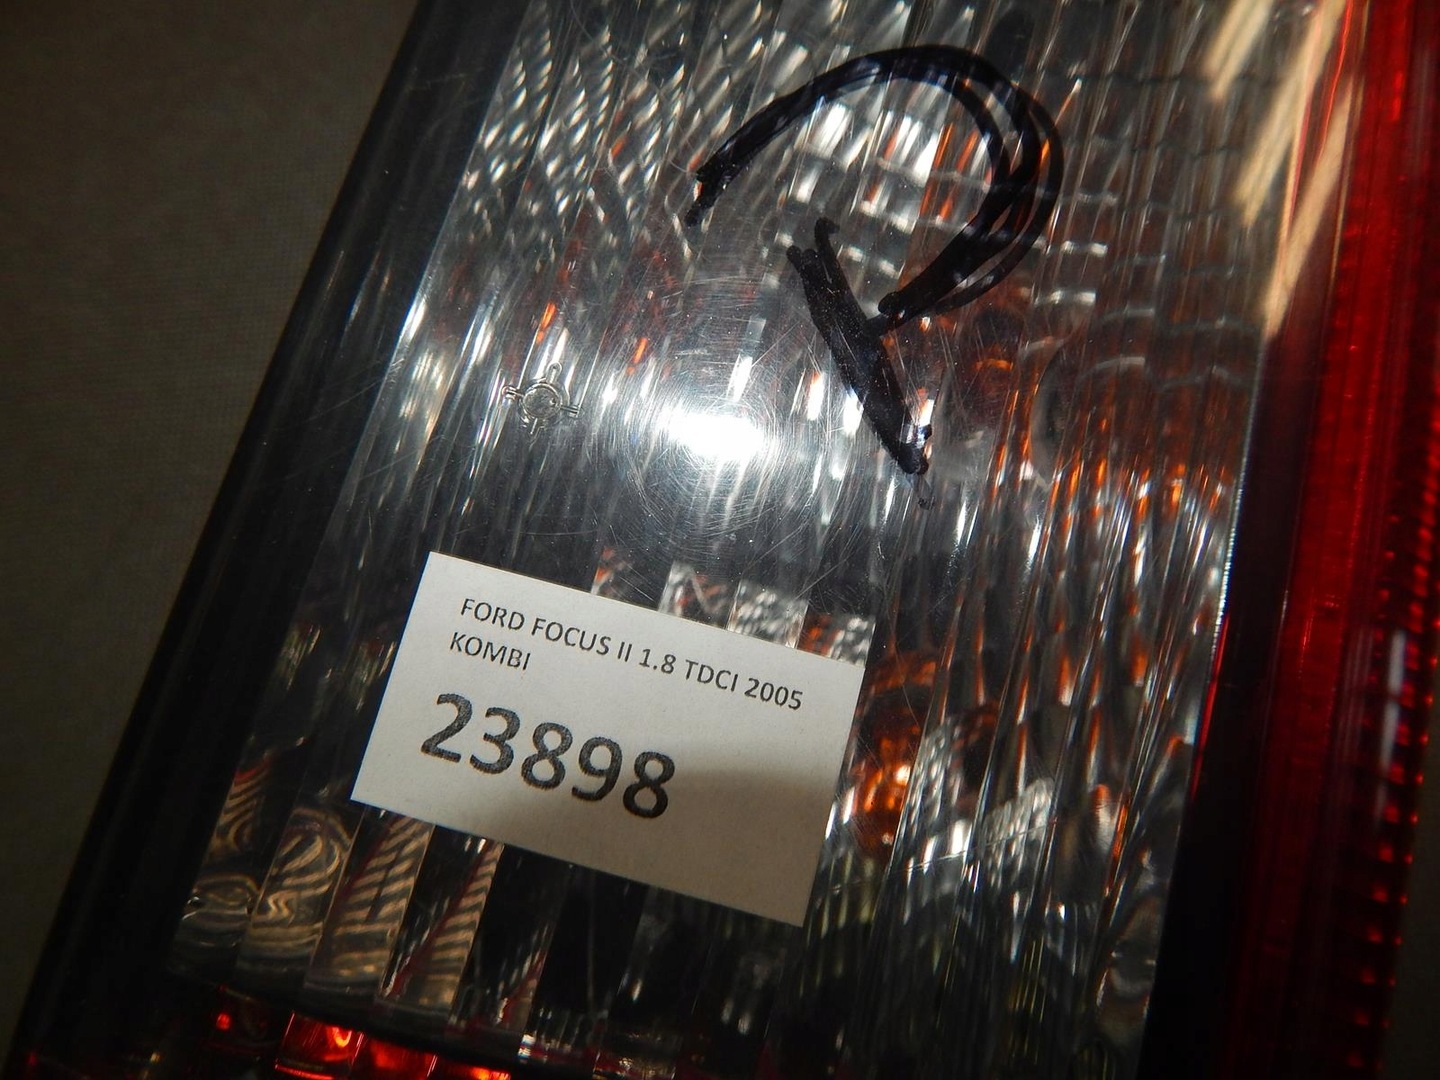 R
FORD FOCUS II 1.8 TDCI 2005
KOMBI
23898